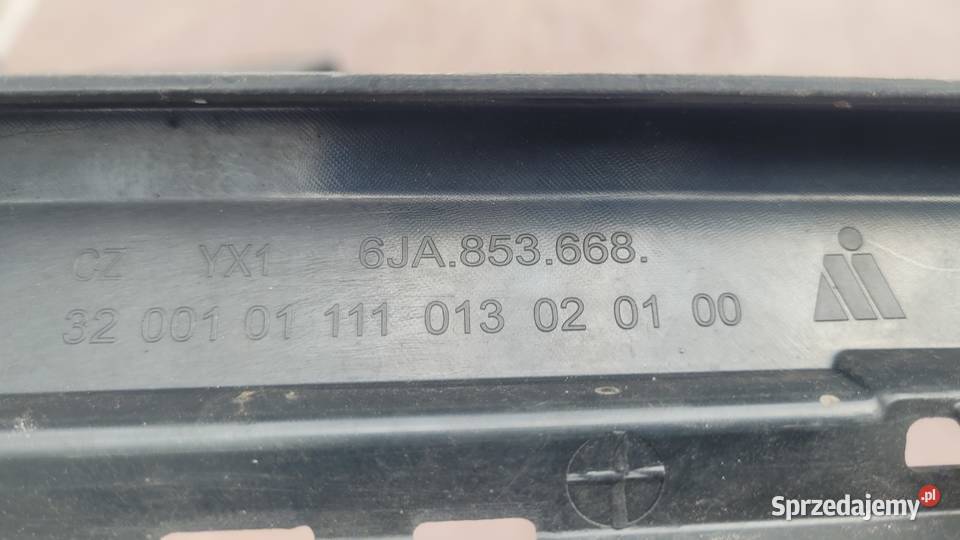 CZ YX1 6JA.853.668.
32 001 01 111 013 02 01 00
Sprzedajemy.pl